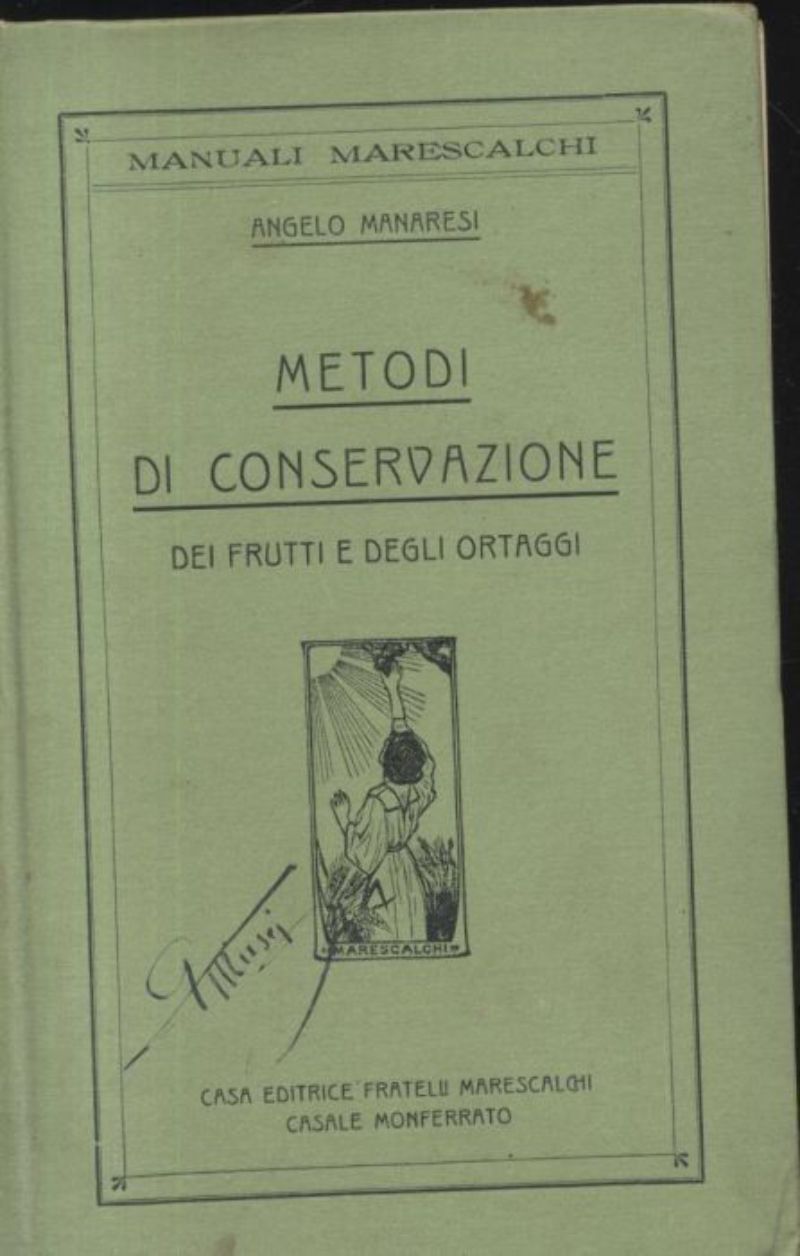 MANUALI MARESCALCHI
ANGELO MANARESI
METODI
DI CONSERVAZIONE
DEI FRUTTI E DEGLI ORTAGGI
MARESCALCHI
CASA EDITRICE FRATELLI MARESCALCHI
CASALE MONFERRATO